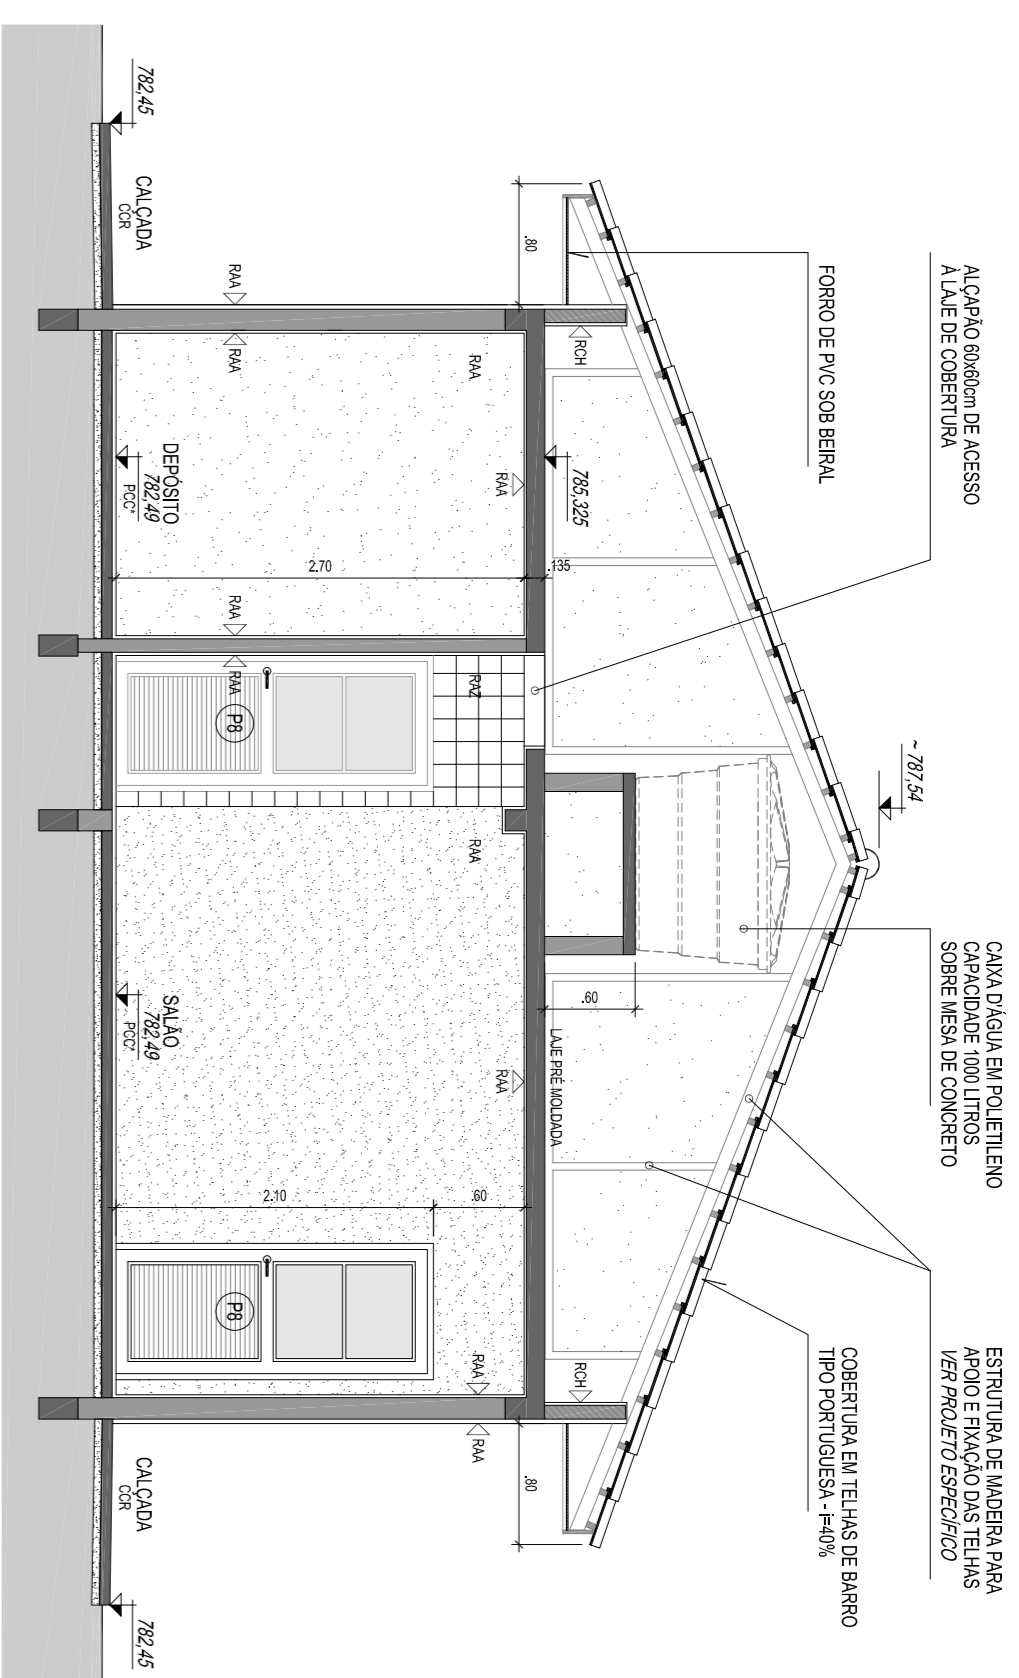 ALÇAPÃO 60x60cm DE ACESSO
À LAJE DE COBERTURA
FORRO DE PVC SOB BEIRAL
CAIXA D'ÁGUA EM POLIETILENO
CAPACIDADE 1000 LITROS
SOBRE MESA DE CONCRETO
ESTRUTURA DE MADEIRA PARA
APOIO E FIXAÇÃO DAS TELHAS
VER PROJETO ESPECÍFICO
COBERTURA EM TELHAS DE BARRO
TIPO PORTUGUESA - i=40%
~ 787,54
.80
RCH
785,325
.135
.60
LAJE PRÉ MOLDADA
RCH
.80
RAA
RAA
RAA
RAA
2.70
DEPÓSITO
782,49
PCC*
RAA
RAA
RAZ
P8
RAA
RAA
SALÃO
782,49
PCC*
.60
2.10
P8
RAA
RAA
782,45
CALÇADA
CCR
CALÇADA
CCR
782,45